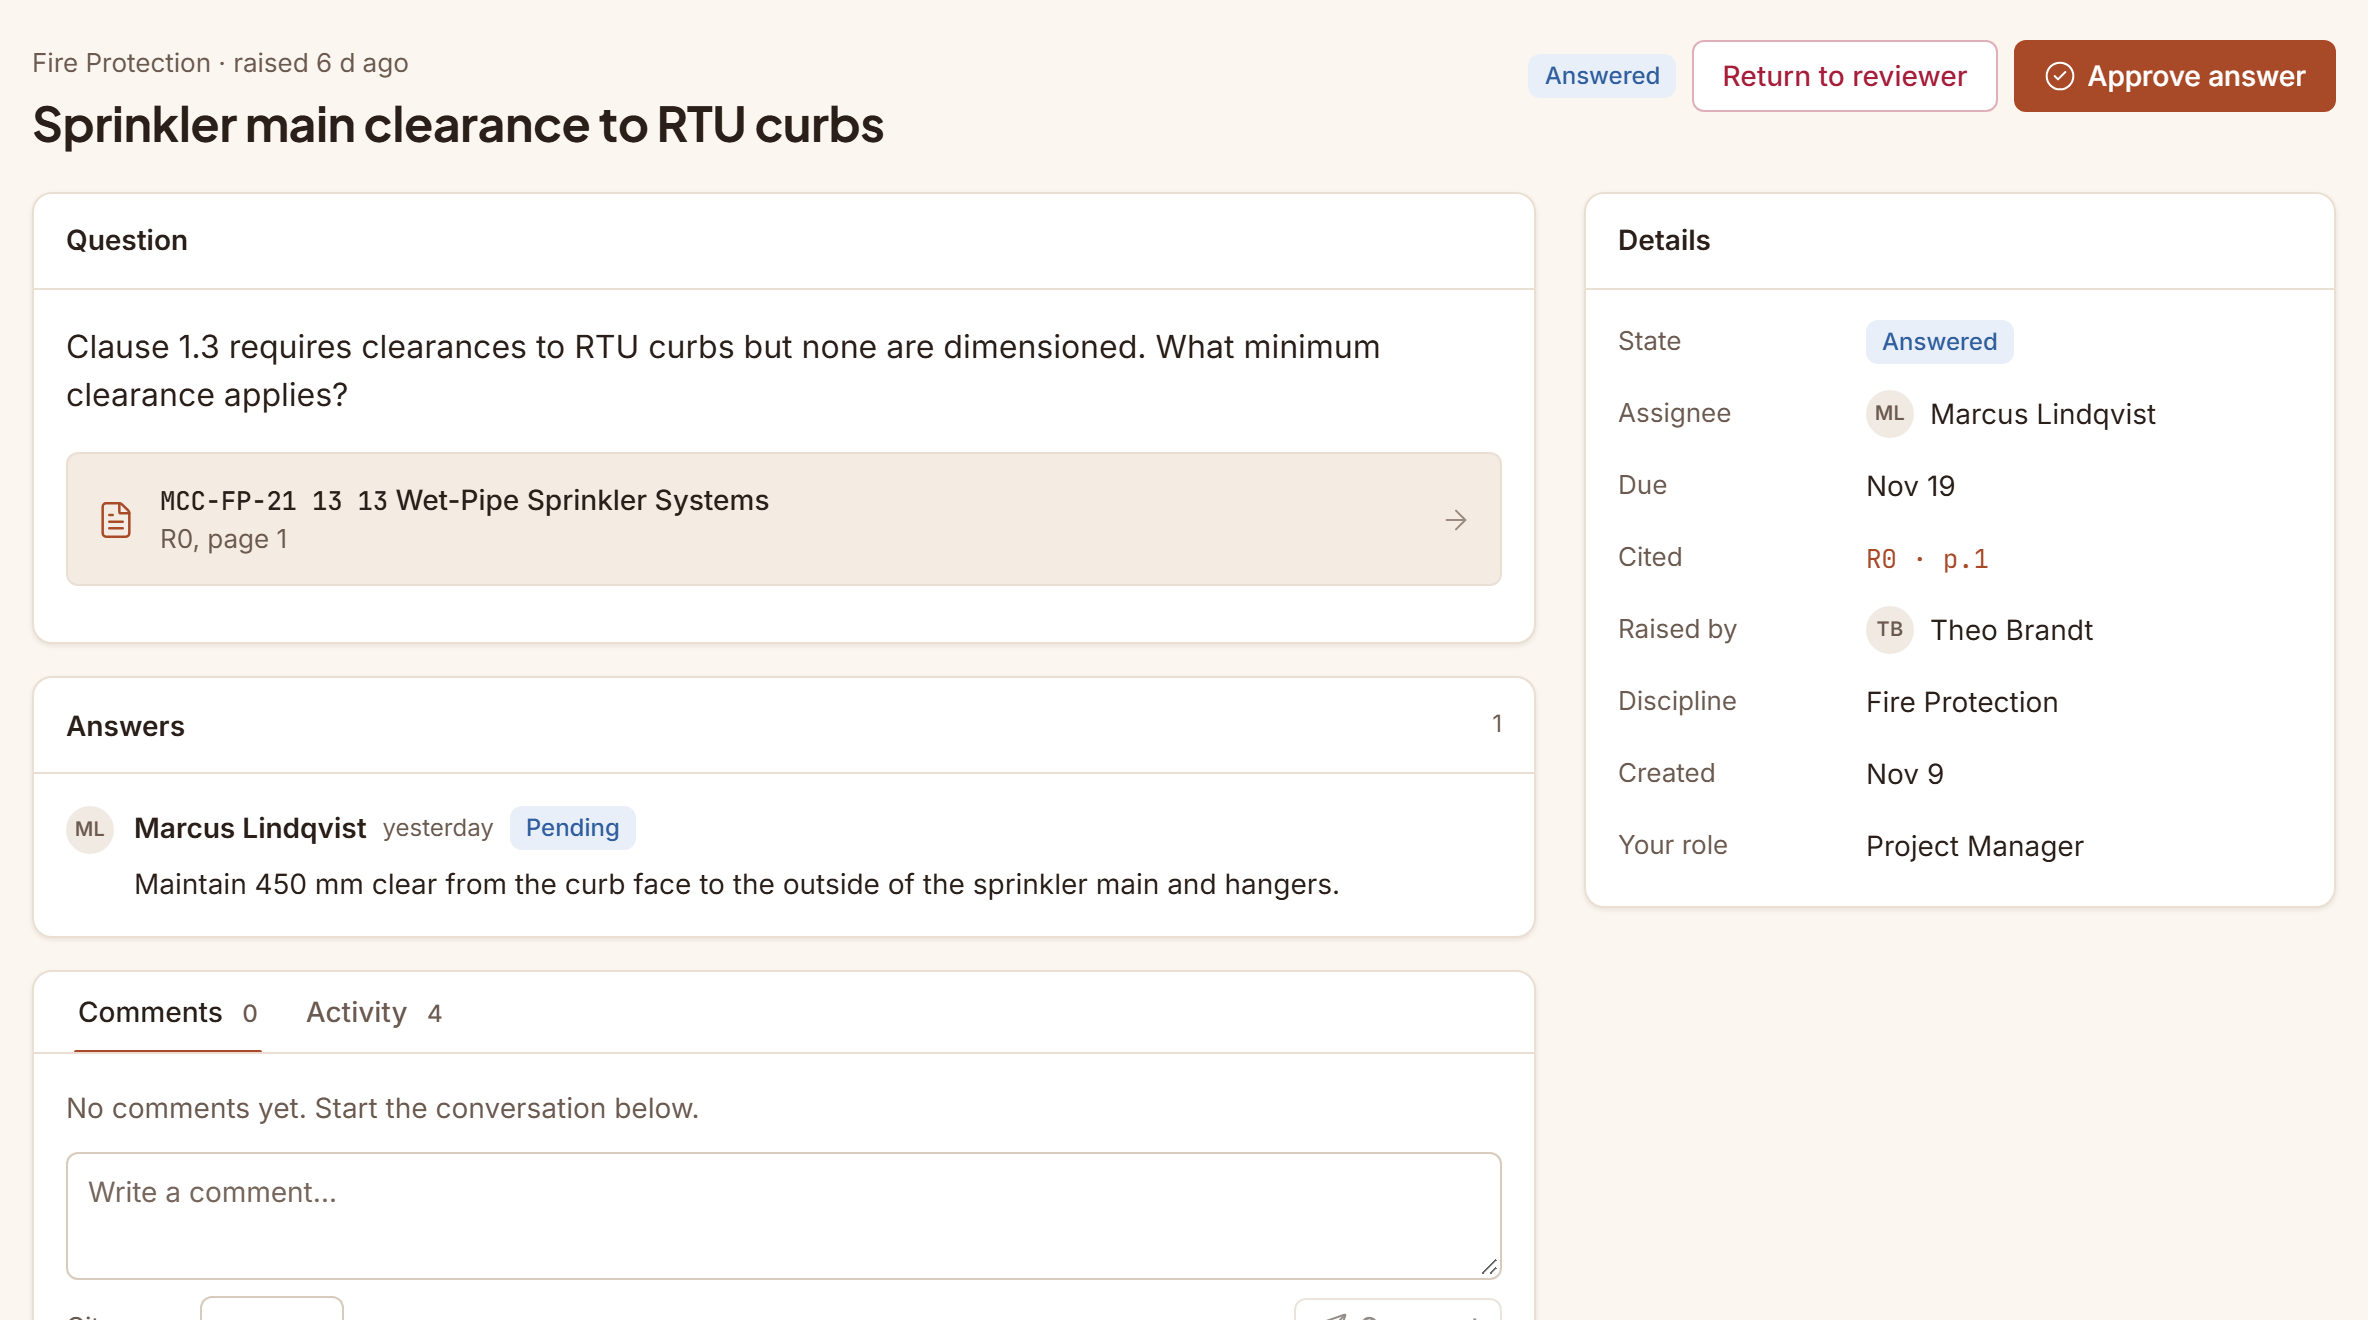 Fire Protection · raised 6 d ago
Sprinkler main clearance to RTU curbs
Answered
Return to reviewer
Approve answer
Question
Clause 1.3 requires clearances to RTU curbs but none are dimensioned. What minimum
clearance applies?
MCC-FP-21 13 13 Wet-Pipe Sprinkler Systems
R0, page 1
Answers 1
ML Marcus Lindqvist yesterday Pending
Maintain 450 mm clear from the curb face to the outside of the sprinkler main and hangers.
Comments 0 Activity 4
No comments yet. Start the conversation below.
Write a comment...
Details
State Answered
Assignee ML Marcus Lindqvist
Due Nov 19
Cited R0 · p.1
Raised by TB Theo Brandt
Discipline Fire Protection
Created Nov 9
Your role Project Manager